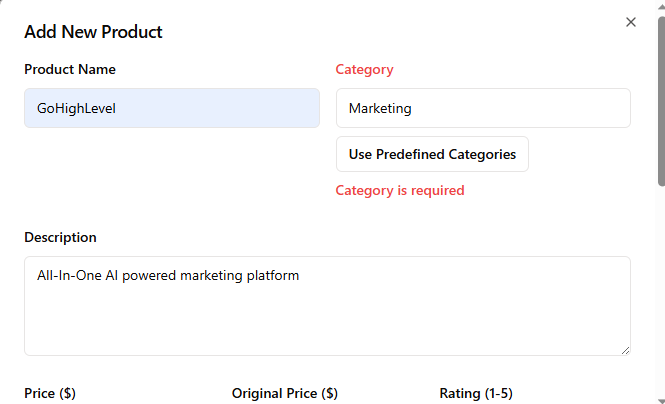 Add New Product
Product Name
Category
GoHighLevel
Marketing
Use Predefined Categories
Category is required
Description
All-In-One AI powered marketing platform
Price ($)
Original Price ($)
Rating (1-5)